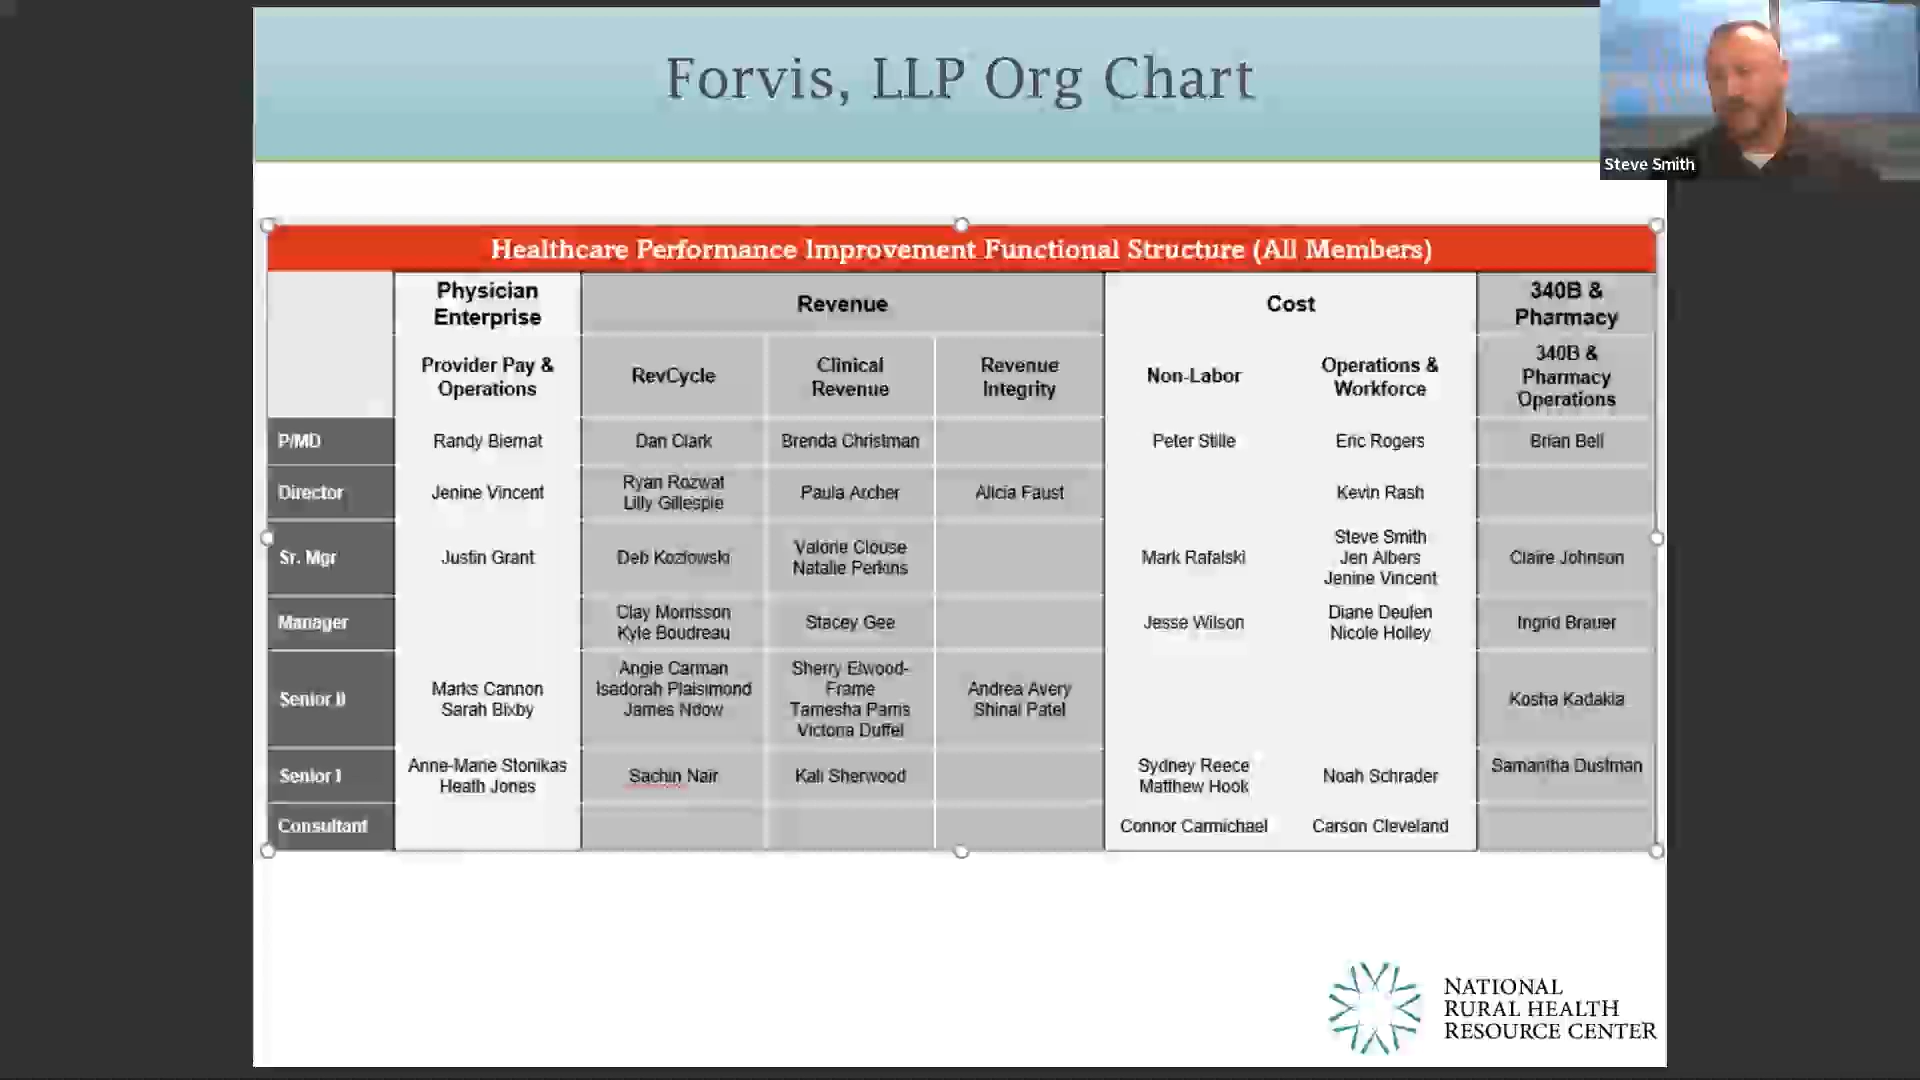 Forvis, LLP Org Chart
Steve Smith
Healthcare Performance Improvement Functional Structure (All Members)
Physician
Enterprise
Revenue
Cost
340B &
Pharmacy
Provider Pay &
Operations
RevCycle
Clinical
Revenue
Revenue
Integrity
Non-Labor
Operations &
Workforce
340B &
Pharmacy
Operations
P/MD
Randy Biernat
Dan Clark
Brenda Christman
Peter Stille
Eric Rogers
Brian Bell
Director
Jenine Vincent
Ryan Rozwat
Lilly Gillespie
Paula Archer
Alicia Faust
Kevin Rash
Sr. Mgr
Justin Grant
Deb Kozlowski
Valorie Clouse
Natalie Perkins
Mark Rafalski
Steve Smith
Jen Albers
Jenine Vincent
Claire Johnson
Manager
Clay Morrisson
Kyle Boudreau
Stacey Gee
Jesse Wilson
Diane Deulen
Nicole Holley
Ingrid Brauer
Senior II
Marks Cannon
Sarah Bixby
Angie Carman
Isadorah Plaisimond
James Ndow
Sherry Elwood-
Frame
Tamesha Parris
Victoria Duffel
Andrea Avery
Shinal Patel
Kosha Kadakia
Senior I
Anne-Marie Stonikas
Heath Jones
Sachin Nair
Kali Sherwood
Sydney Reece
Matthew Hook
Noah Schrader
Samantha Dustman
Consultant
Connor Carmichael
Carson Cleveland
NATIONAL
RURAL HEALTH
RESOURCE CENTER